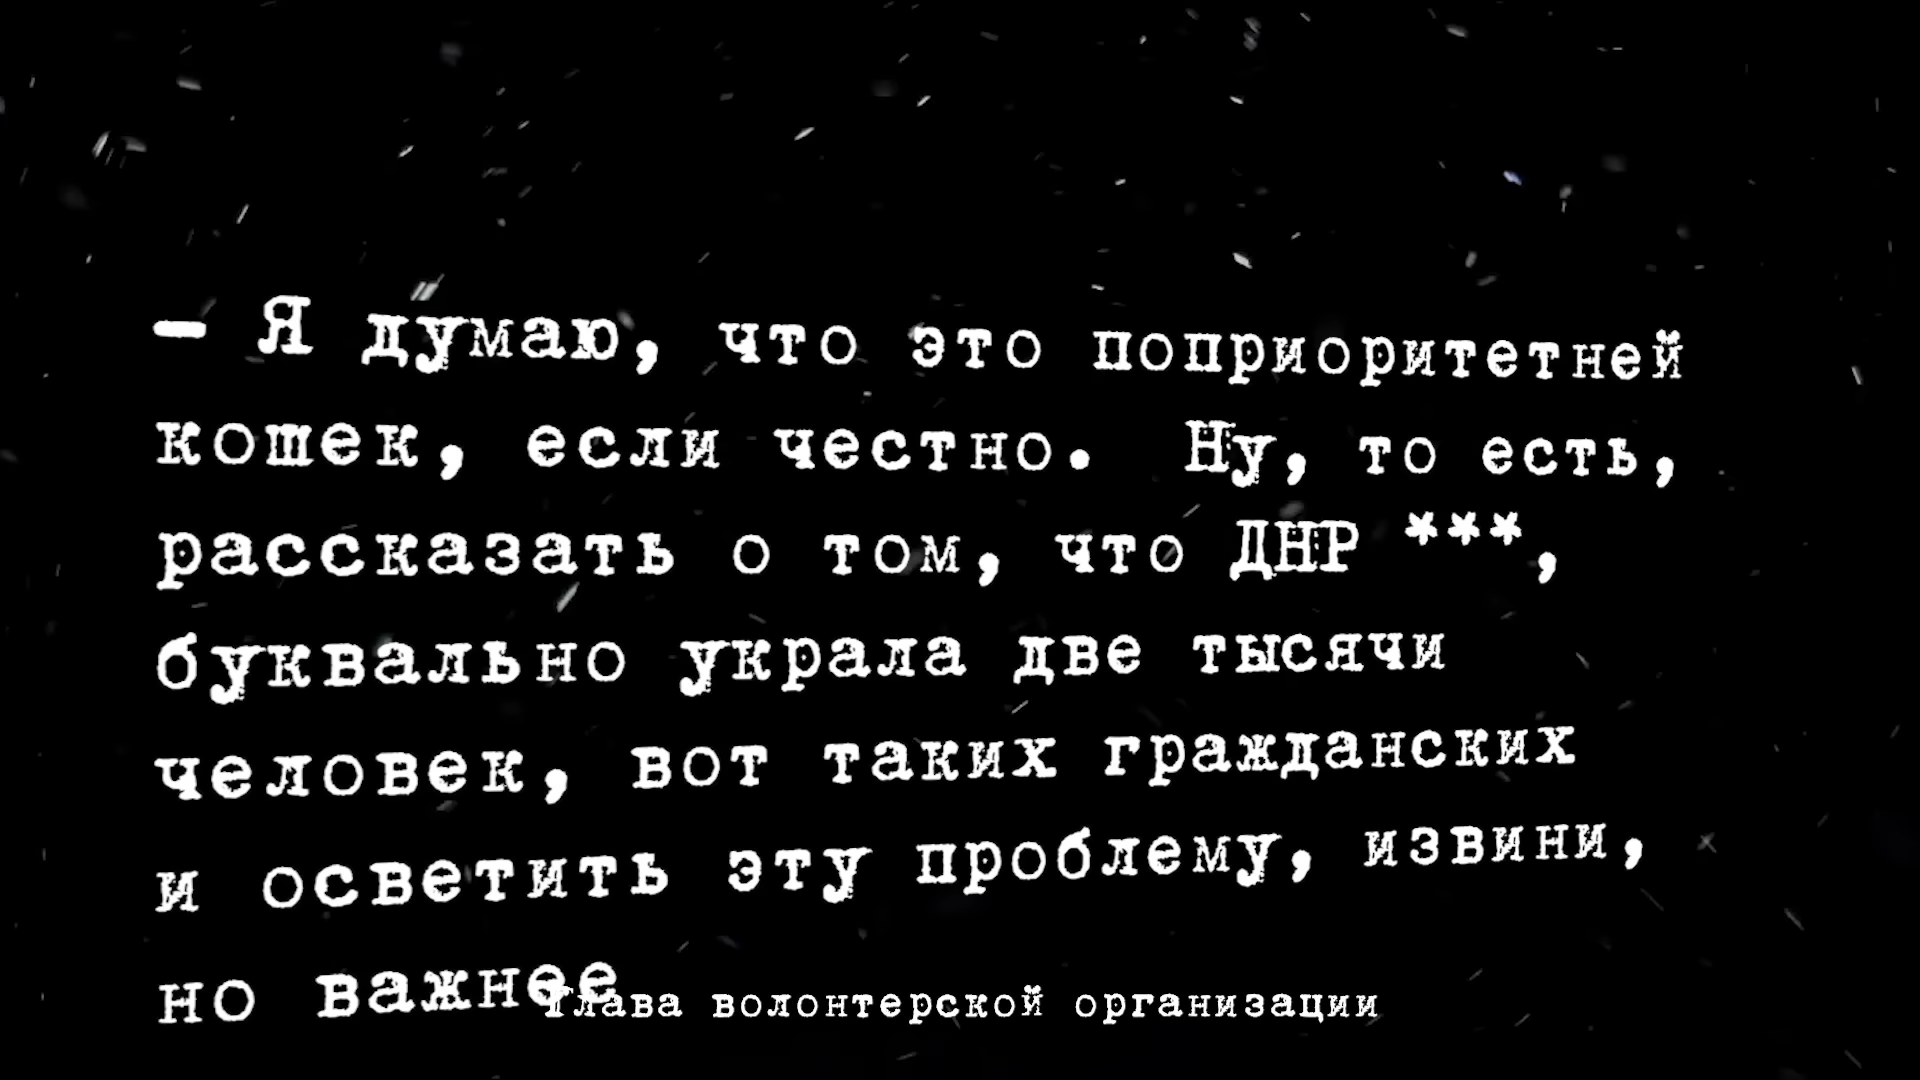 – Я думаю, что это поприоритетней
кошек, если честно. Ну, то есть,
рассказать о том, что ДНР ***,
буквально украла две тысячи
человек, вот таких гражданских
и осветить эту проблему, извини,
но важнее
Глава волонтерской организации